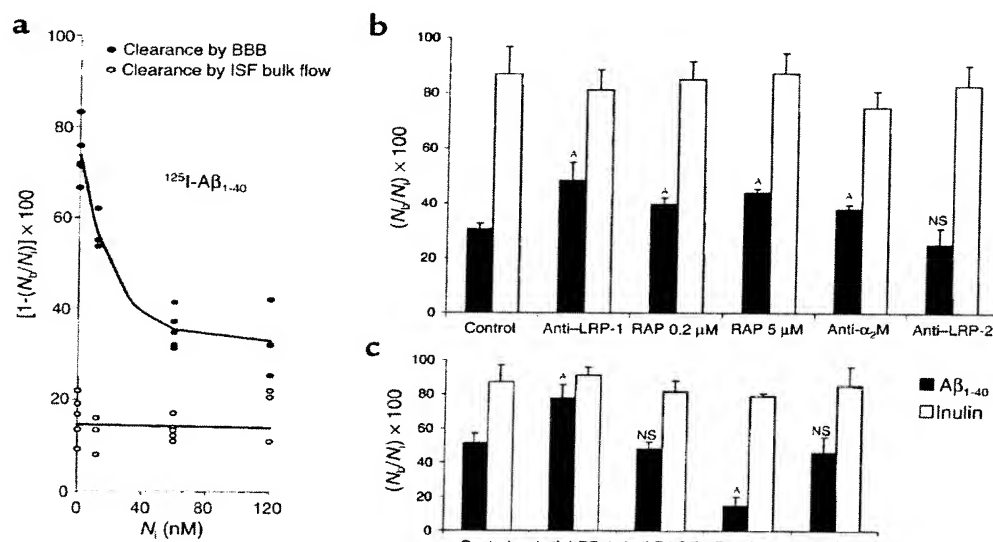 a
100
80
60
40
20
0
[1-(Nb/Ni)] × 100
Clearance by BBB
Clearance by ISF bulk flow
¹²⁵I-Aβ₁₋₄₀
0 40 80 120
Ni (nM)
b
100
80
60
40
20
0
(Nb/Ni) × 100
A
A
A
A
NS
Control Anti–LRP-1 RAP 0.2 µM RAP 5 µM Anti-α₂M Anti–LRP-2
c
100
80
60
40
20
0
(Nb/Ni) × 100
A
NS
A
NS
Aβ₁₋₄₀
Inulin